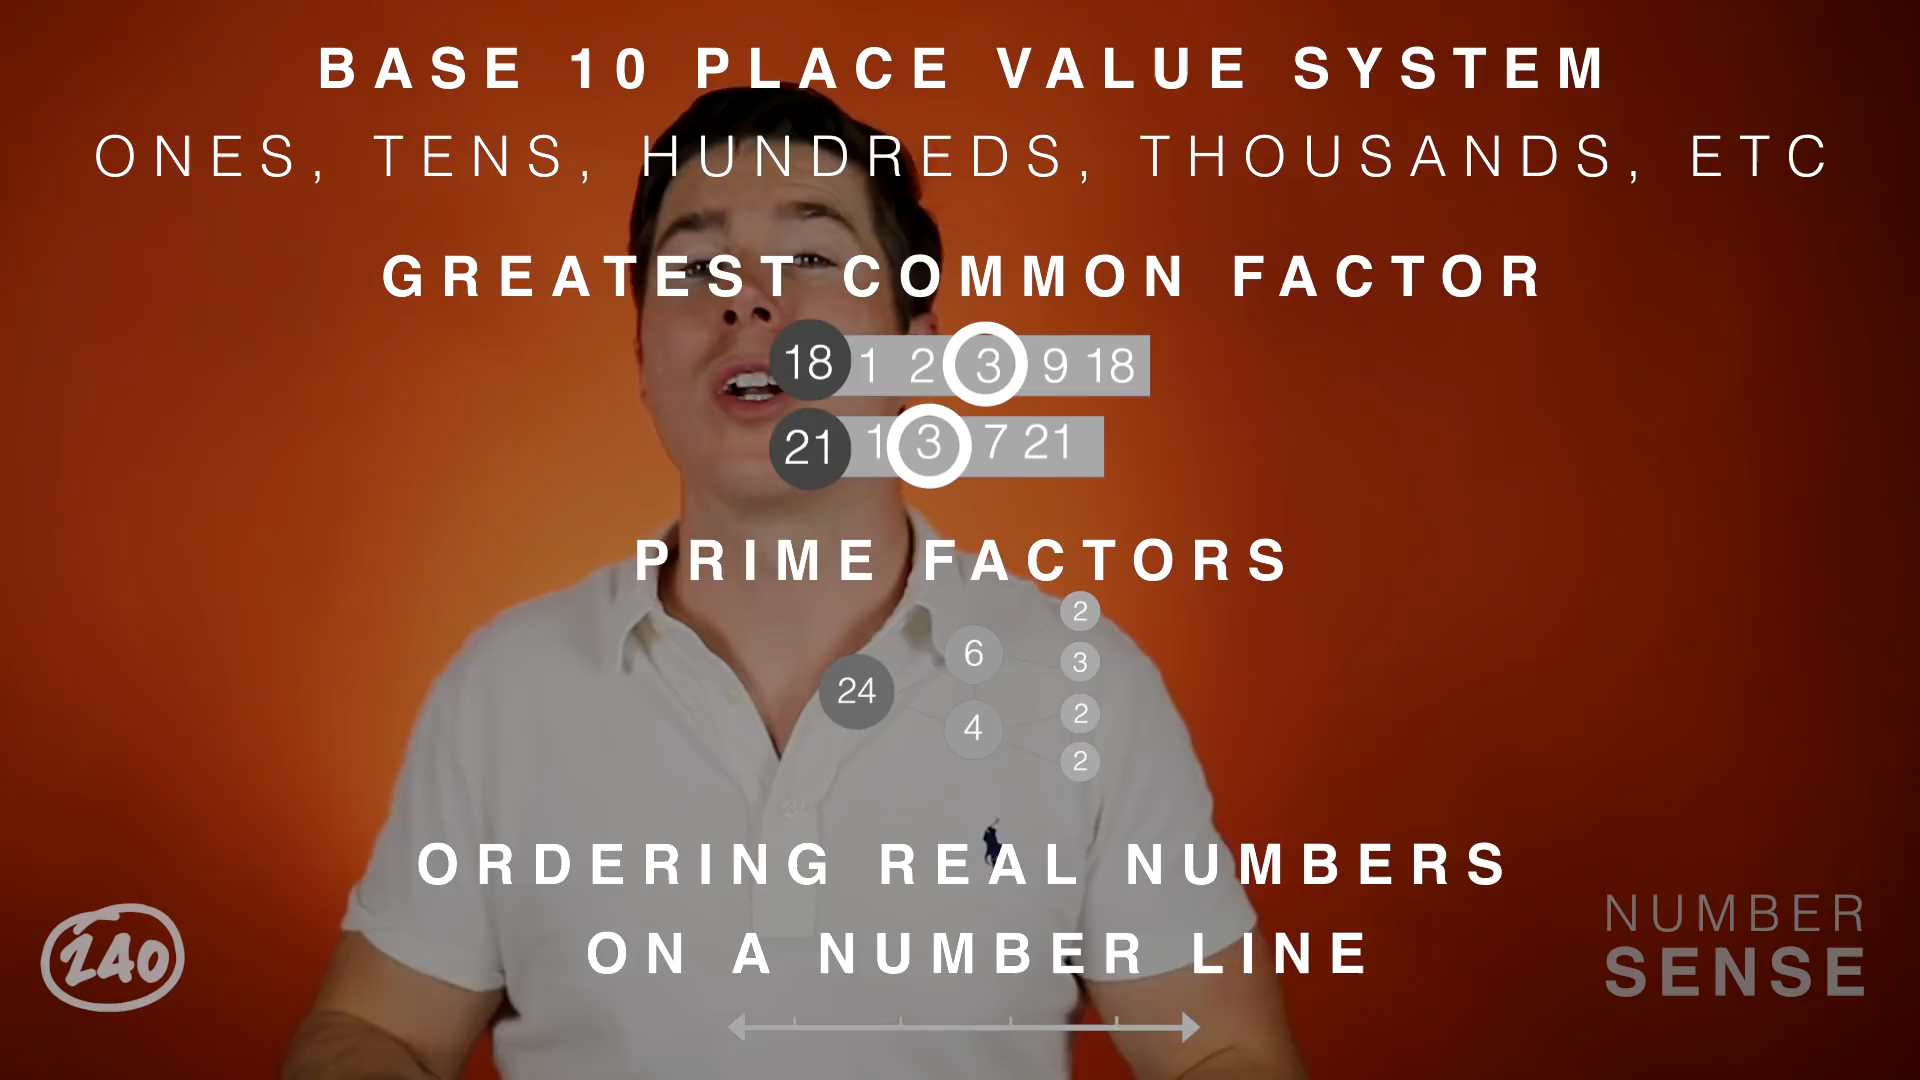 BASE 10 PLACE VALUE SYSTEM
ONES, TENS, HUNDREDS, THOUSANDS, ETC
GREATEST COMMON FACTOR
18 1 2 3 9 18
21 1 3 7 21
PRIME FACTORS
2
6
3
24
2
4
2
ORDERING REAL NUMBERS
ON A NUMBER LINE
240
NUMBER
SENSE